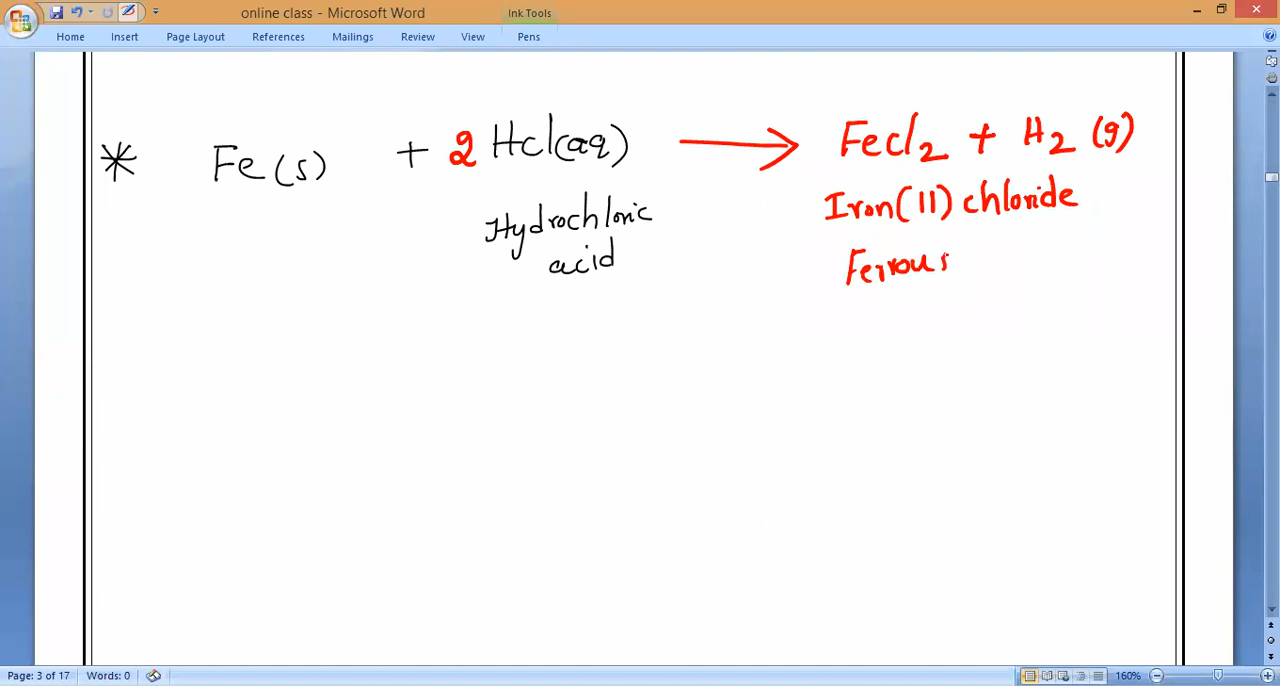 online class - Microsoft Word
Ink Tools
Home Insert Page Layout References Mailings Review View Pens
* Fe(s) + 2 Hcl(aq) → Fecl2 + H2 (g)
Hydrochloric
acid
Iron(11) chloride
Ferrous
Page: 3 of 17 Words: 0 160%